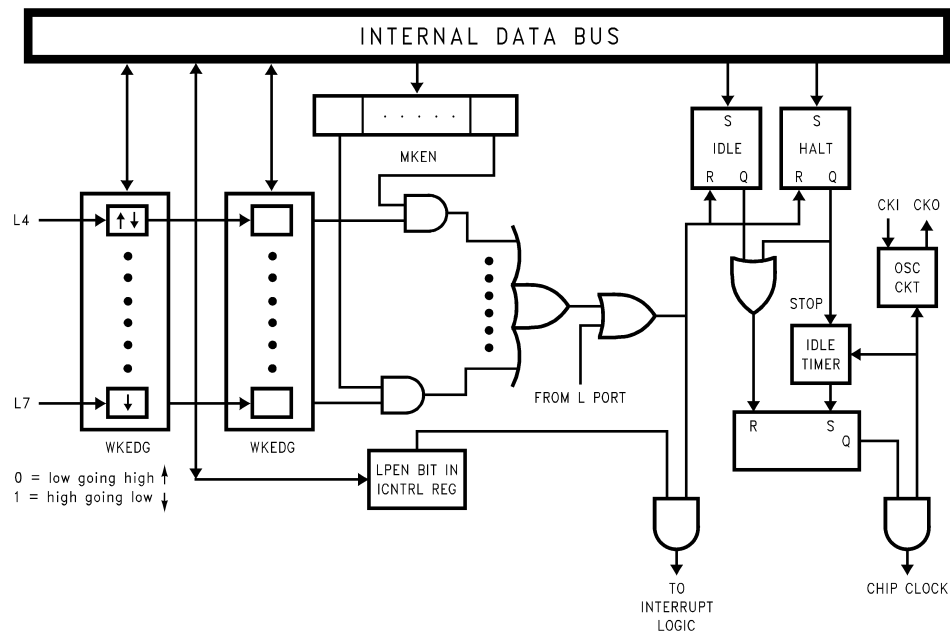 INTERNAL DATA BUS
S
IDLE
R Q
S
HALT
R Q
MKEN
CKI CKO
OSC
CKT
L4
↑↓
STOP
IDLE
TIMER
FROM L PORT
L7
↓
R S
Q
WKEDG
WKEDG
0 = low going high ↑
1 = high going low ↓
LPEN BIT IN
ICNTRL REG
TO
INTERRUPT
LOGIC
CHIP CLOCK